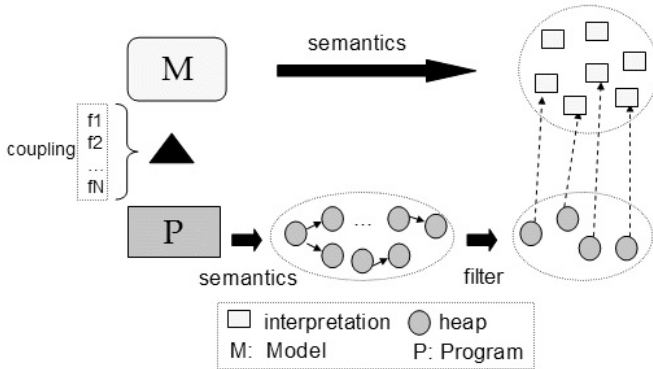 M
semantics
coupling
f1
f2
...
fN
P
...
semantics
filter
interpretation
heap
M: Model
P: Program